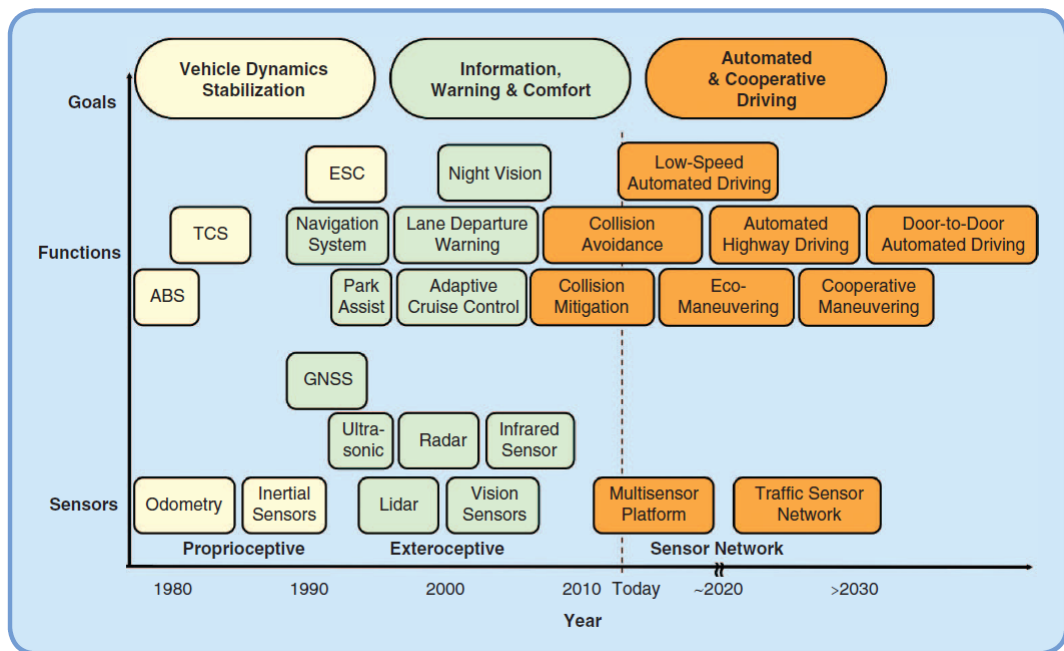 Vehicle Dynamics
Stabilization
Information,
Warning & Comfort
Automated
& Cooperative
Driving
Goals
ESC
Night Vision
Low-Speed
Automated Driving
Functions
TCS
Navigation
System
Lane Departure
Warning
Collision
Avoidance
Automated
Highway Driving
Door-to-Door
Automated Driving
ABS
Park
Assist
Adaptive
Cruise Control
Collision
Mitigation
Eco-
Maneuvering
Cooperative
Maneuvering
GNSS
Ultra-
sonic
Radar
Infrared
Sensor
Sensors
Odometry
Inertial
Sensors
Lidar
Vision
Sensors
Multisensor
Platform
Traffic Sensor
Network
Proprioceptive
Exteroceptive
Sensor Network
1980
1990
2000
2010
Today
~2020
>2030
Year